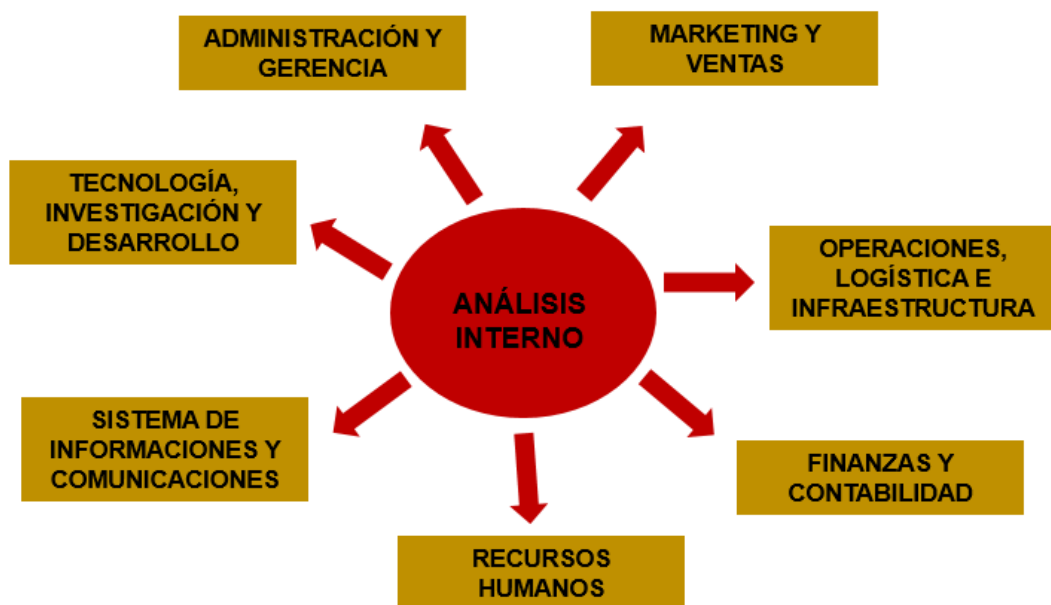 ADMINISTRACIÓN Y
GERENCIA
MARKETING Y
VENTAS
TECNOLOGÍA,
INVESTIGACIÓN Y
DESARROLLO
OPERACIONES,
LOGÍSTICA E
INFRAESTRUCTURA
ANÁLISIS
INTERNO
SISTEMA DE
INFORMACIONES Y
COMUNICACIONES
FINANZAS Y
CONTABILIDAD
RECURSOS
HUMANOS